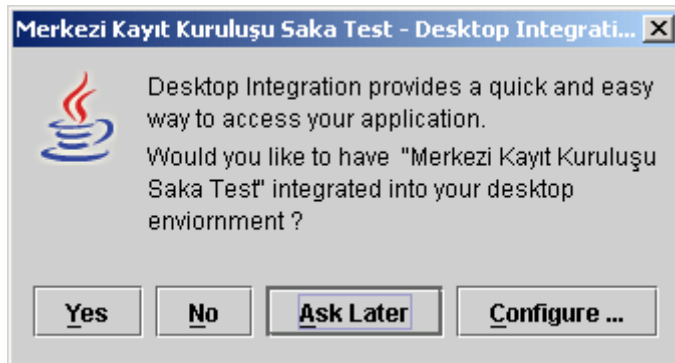 Merkezi Kayıt Kuruluşu Saka Test - Desktop Integrati...
Desktop Integration provides a quick and easy
way to access your application.
Would you like to have "Merkezi Kayıt Kuruluşu
Saka Test" integrated into your desktop
enviornment ?
Yes
No
Ask Later
Configure ...